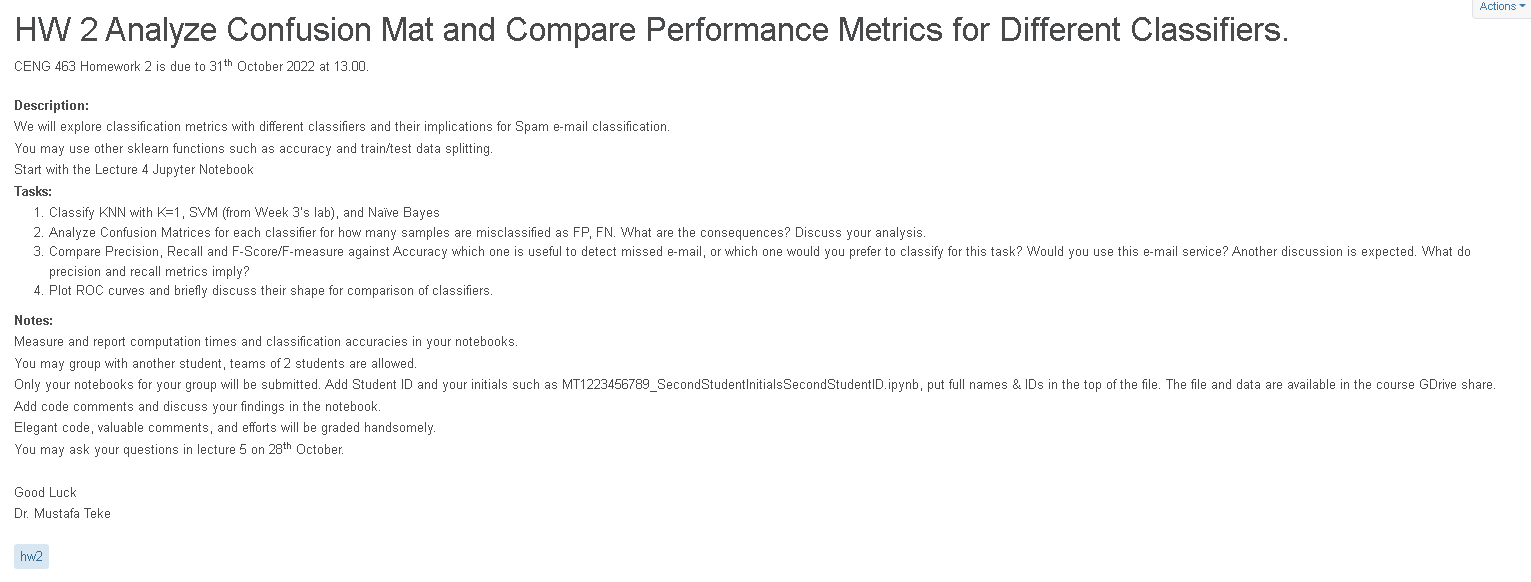 Actions
HW 2 Analyze Confusion Mat and Compare Performance Metrics for Different Classifiers.
CENG 463 Homework 2 is due to 31th October 2022 at 13.00.
Description:
We will explore classification metrics with different classifiers and their implications for Spam e-mail classification.
You may use other sklearn functions such as accuracy and train/test data splitting.
Start with the Lecture 4 Jupyter Notebook
Tasks:
1. Classify KNN with K=1, SVM (from Week 3's lab), and Naïve Bayes
2. Analyze Confusion Matrices for each classifier for how many samples are misclassified as FP, FN. What are the consequences? Discuss your analysis.
3. Compare Precision, Recall and F-Score/F-measure against Accuracy which one is useful to detect missed e-mail, or which one would you prefer to classify for this task? Would you use this e-mail service? Another discussion is expected. What do
precision and recall metrics imply?
4. Plot ROC curves and briefly discuss their shape for comparison of classifiers.
Notes:
Measure and report computation times and classification accuracies in your notebooks.
You may group with another student, teams of 2 students are allowed.
Only your notebooks for your group will be submitted. Add Student ID and your initials such as MT1223456789_SecondStudentInitialsSecondStudentID.ipynb, put full names & IDs in the top of the file. The file and data are available in the course GDrive share.
Add code comments and discuss your findings in the notebook.
Elegant code, valuable comments, and efforts will be graded handsomely.
You may ask your questions in lecture 5 on 28th October.
Good Luck
Dr. Mustafa Teke
hw2